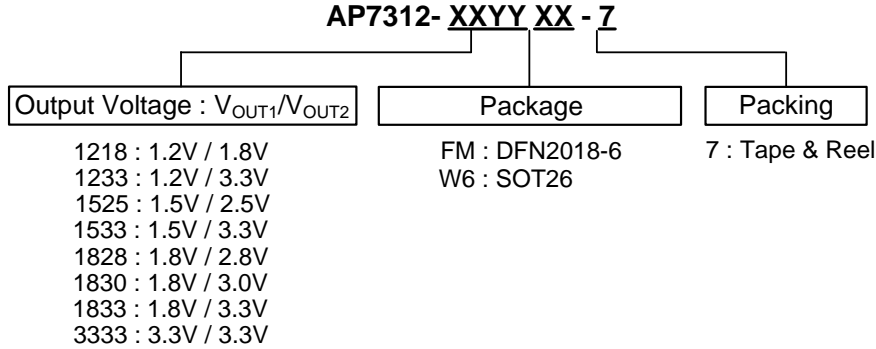 AP7312- XXYY XX - 7
Output Voltage : VOUT1/VOUT2
Package
Packing
1218 : 1.2V / 1.8V
1233 : 1.2V / 3.3V
1525 : 1.5V / 2.5V
1533 : 1.5V / 3.3V
1828 : 1.8V / 2.8V
1830 : 1.8V / 3.0V
1833 : 1.8V / 3.3V
3333 : 3.3V / 3.3V
FM : DFN2018-6
W6 : SOT26
7 : Tape & Reel